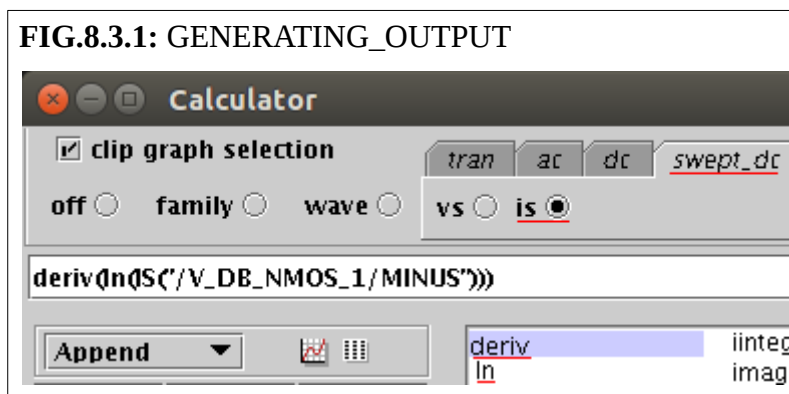 FIG.8.3.1: GENERATING_OUTPUT
Calculator
clip graph selection
tran ac dc swept_dc
off family wave vs is
deriv(ln(IS("/V_DB_NMOS_1/MINUS")))
Append
deriv iinteg
ln imag